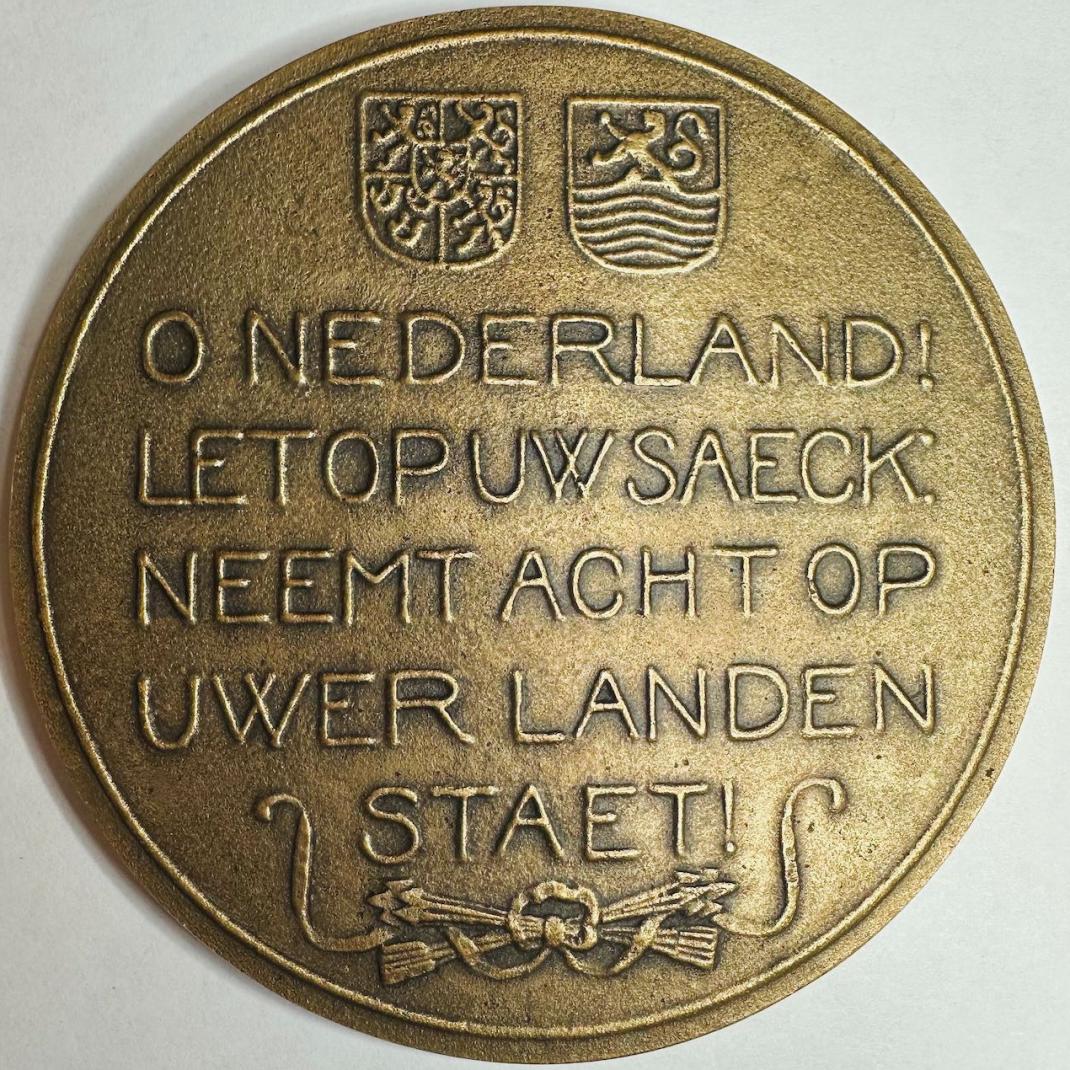 O NEDERLAND!
LET OP UW SAECK.
NEEMT ACHT OP
UWER LANDEN
STAET!